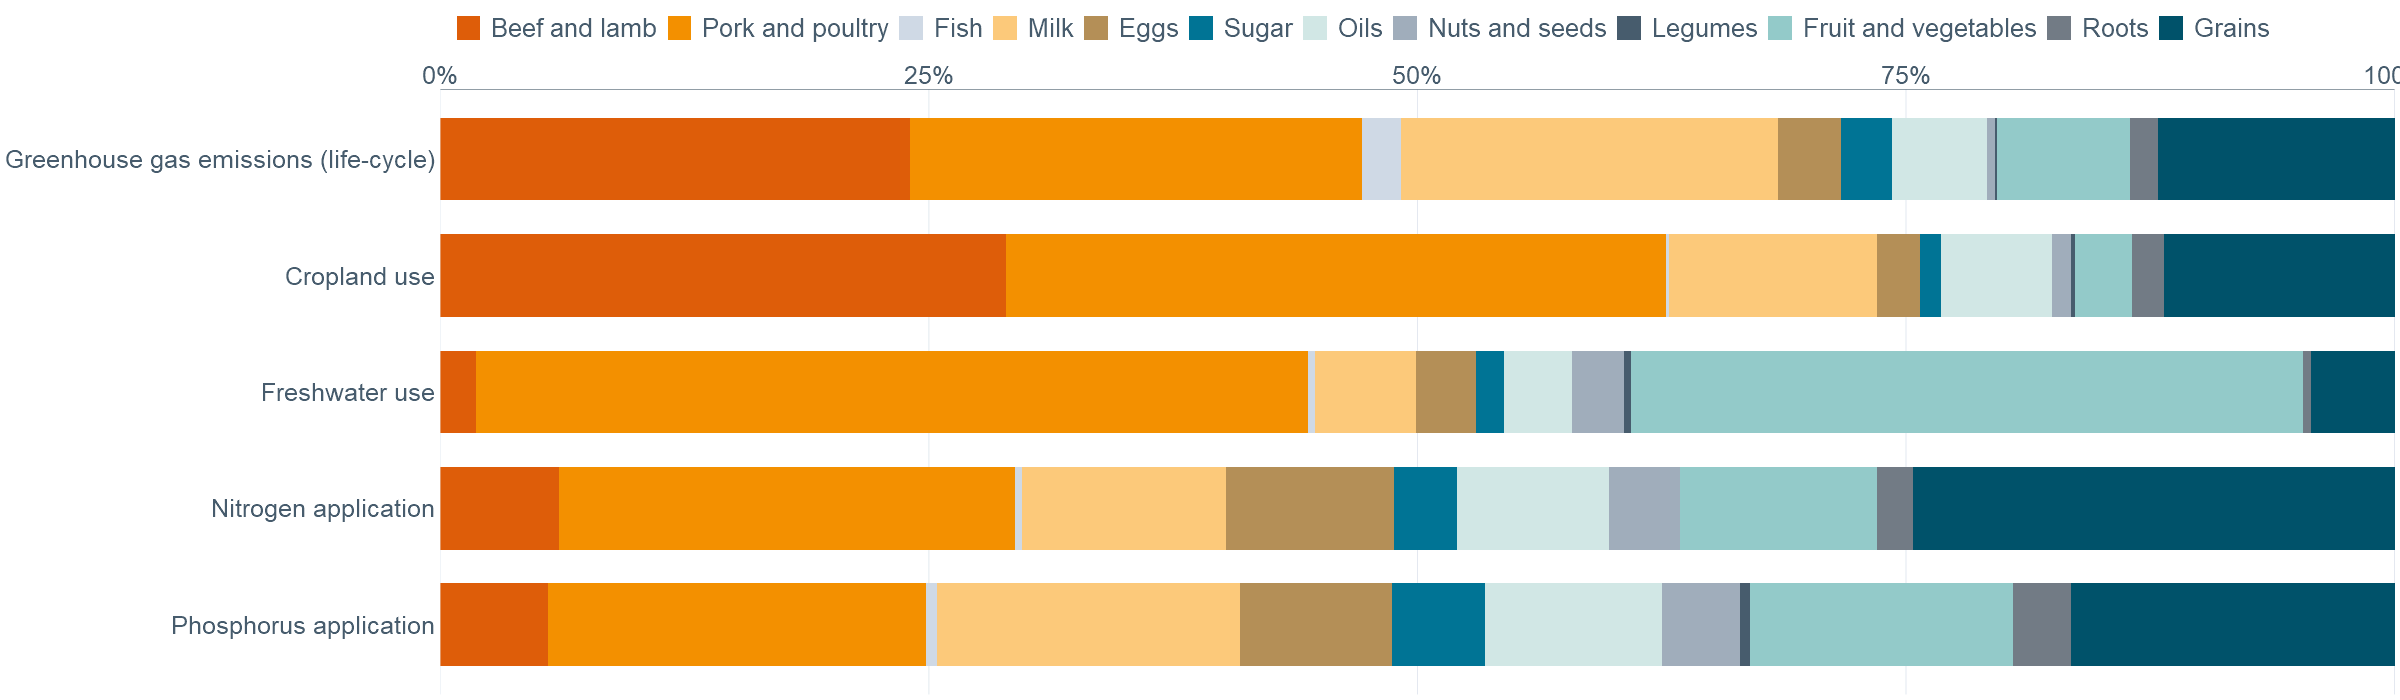 Beef and lamb Pork and poultry Fish Milk Eggs Sugar Oils Nuts and seeds Legumes Fruit and vegetables Roots Grains
0% 25% 50% 75% 100
Greenhouse gas emissions (life-cycle)
Cropland use
Freshwater use
Nitrogen application
Phosphorus application